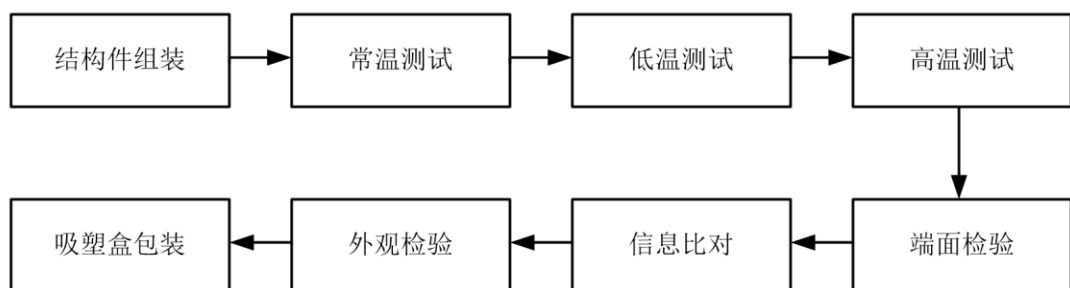 结构件组装
常温测试
低温测试
高温测试
吸塑盒包装
外观检验
信息比对
端面检验